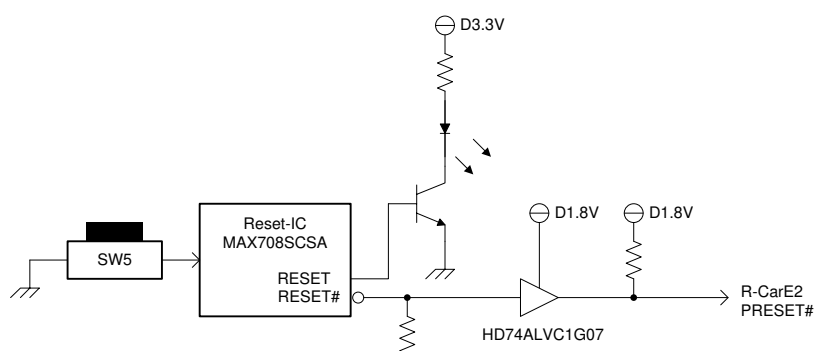 D3.3V
Reset-IC
MAX708SCSA
D1.8V
D1.8V
SW5
RESET
RESET#
R-CarE2
PRESET#
HD74ALVC1G07